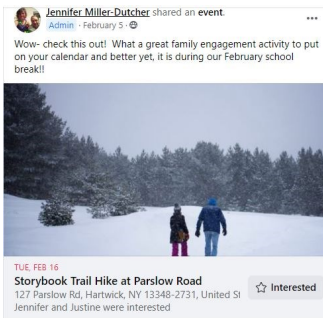 Jennifer Miller-Dutcher shared an event.
Admin · February 5 ·
Wow- check this out! What a great family engagement activity to put
on your calendar and better yet, it is during our February school
break!!
TUE, FEB 16
Storybook Trail Hike at Parslow Road
127 Parslow Rd, Hartwick, NY 13348-2731, United St
Jennifer and Justine were interested
Interested